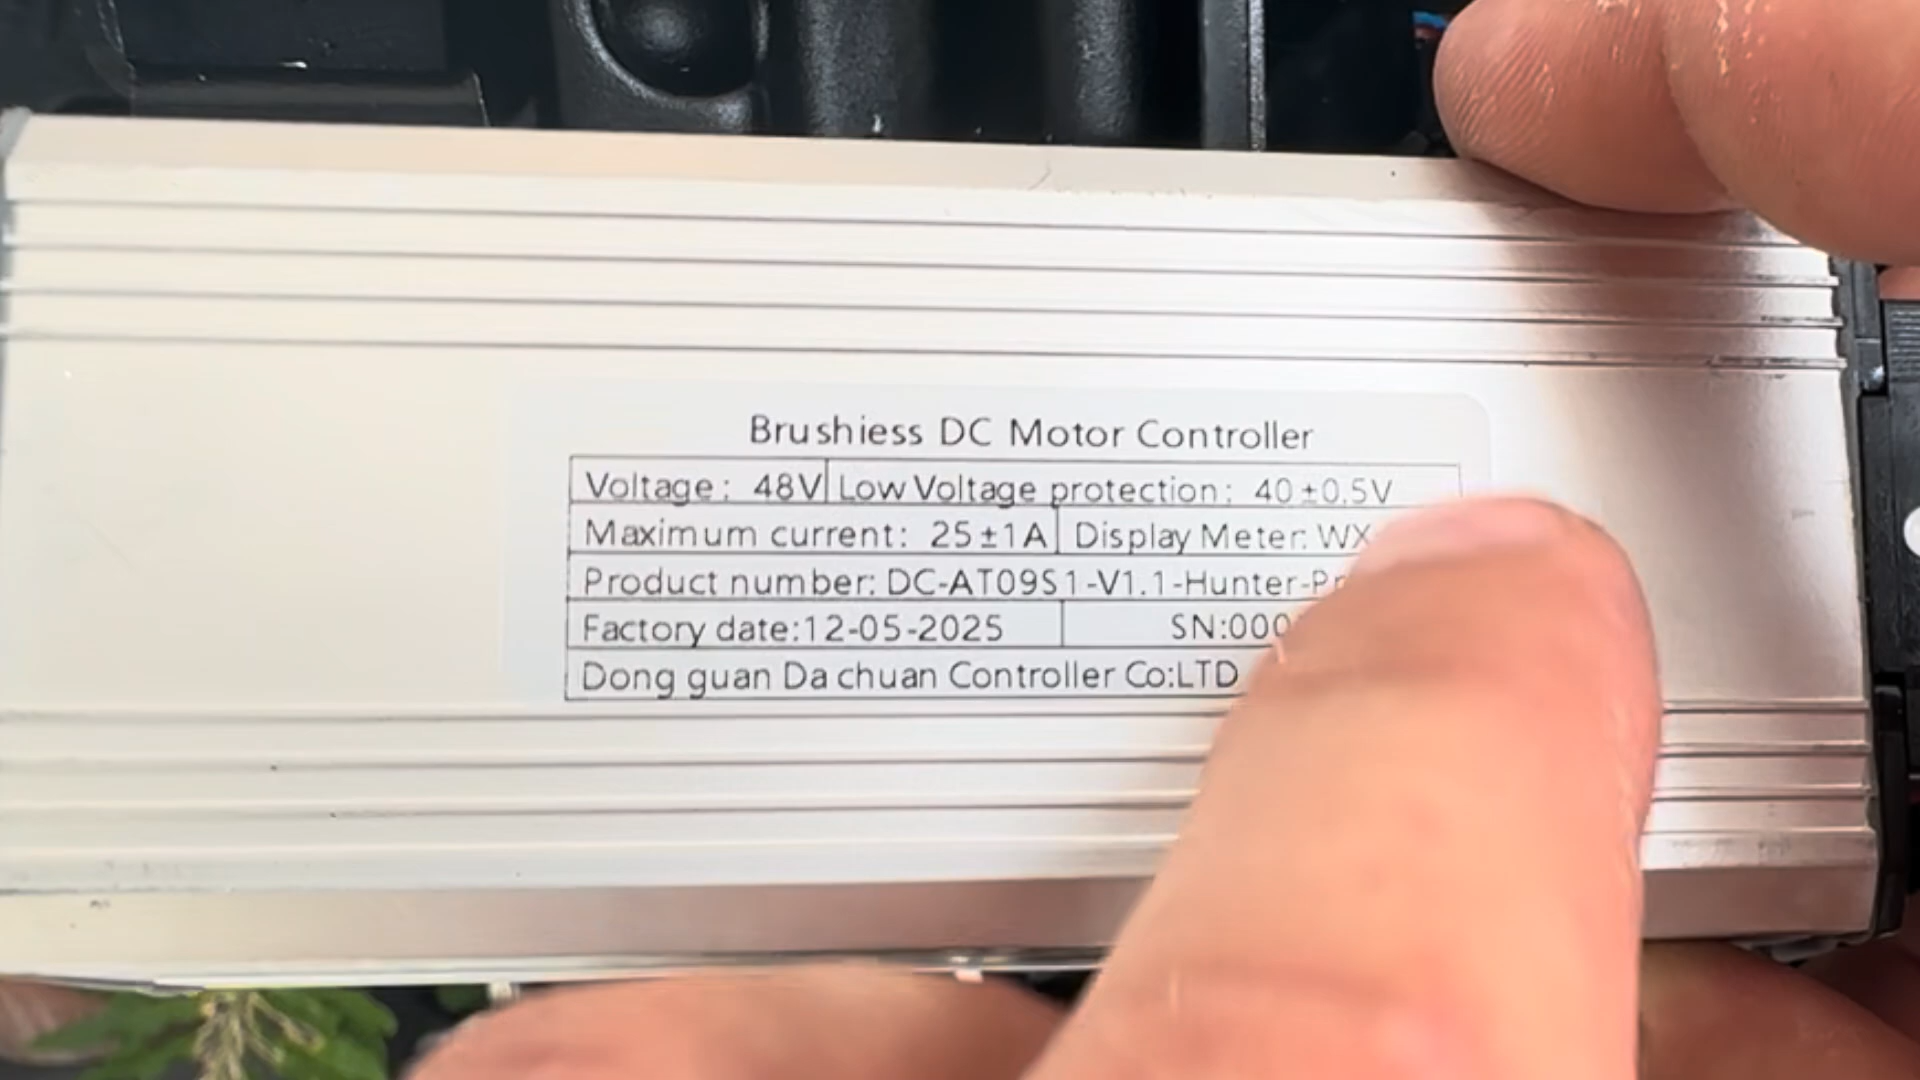 Brushiess DC Motor Controller
Voltage: 48V Low Voltage protection: 40±0.5V
Maximum current: 25±1A Display Meter: WX
Product number: DC-AT09S1-V1.1-Hunter-Pr
Factory date:12-05-2025 SN:000
Dong guan Da chuan Controller Co:LTD